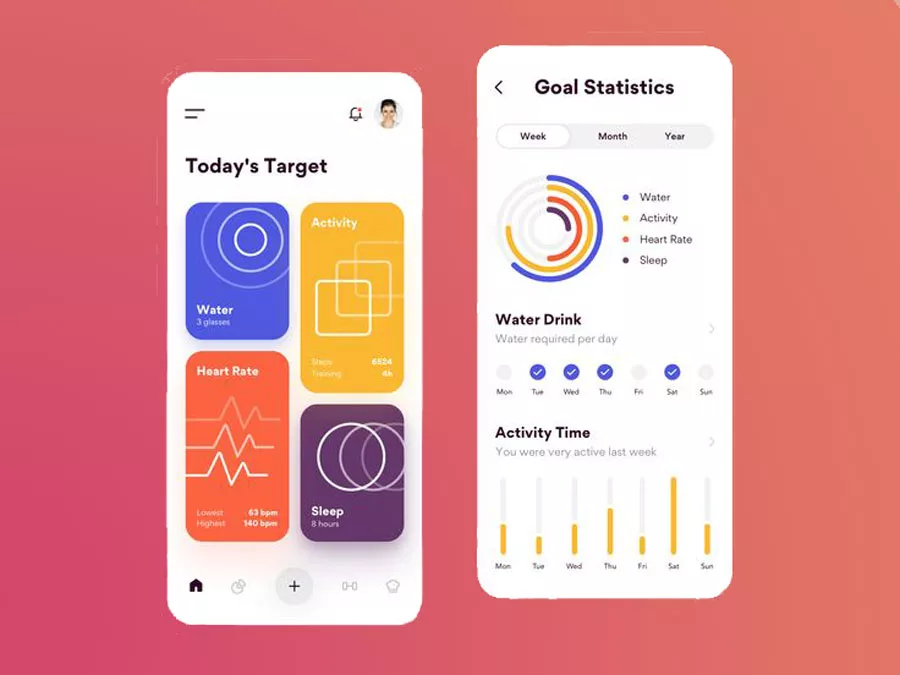 Today's Target
Water
3 glasses
Activity
Steps 6524
Training 4h
Heart Rate
Lowest 63 bpm
Highest 140 bpm
Sleep
8 hours
Goal Statistics
Week Month Year
Water
Activity
Heart Rate
Sleep
Water Drink
Water required per day
Mon Tue Wed Thu Fri Sat Sun
Activity Time
You were very active last week
Mon Tue Wed Thu Fri Sat Sun